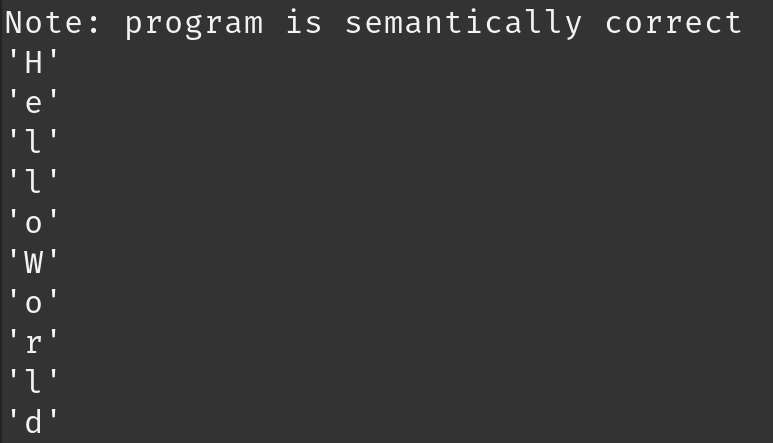 Note: program is semantically correct
'H'
'e'
'l'
'l'
'o'
'W'
'o'
'r'
'l'
'd'